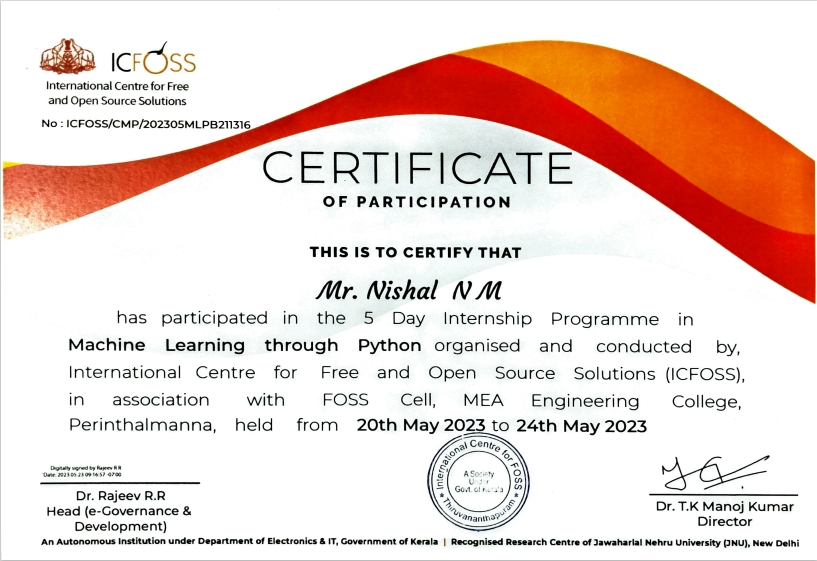 ICFOSS
International Centre for Free
and Open Source Solutions
No : ICFOSS/CMP/202305MLPB211316
CERTIFICATE
OF PARTICIPATION
THIS IS TO CERTIFY THAT
Mr. Nishal N M
has participated in the 5 Day Internship Programme in
Machine Learning through Python organised and conducted by,
International Centre for Free and Open Source Solutions (ICFOSS),
in association with FOSS Cell, MEA Engineering College,
Perinthalmanna, held from 20th May 2023 to 24th May 2023
Digitally signed by Rajeev R R
Date: 2023.05.23 09:16:57 -07:00
Dr. Rajeev R.R
Head (e-Governance &
Development)
International Centre for FOSS
A Society
Under
Govt. of Kerala
* Thiruvananthapuram *
Dr. T.K Manoj Kumar
Director
An Autonomous Institution under Department of Electronics & IT, Government of Kerala | Recognised Research Centre of Jawaharlal Nehru University (JNU), New Delhi